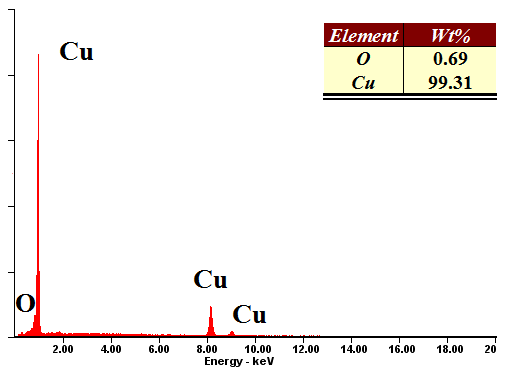 Cu
Element Wt%
O 0.69
Cu 99.31
Cu
O
Cu
2.00 4.00 6.00 8.00 10.00 12.00 14.00 16.00 18.00 20
Energy - keV